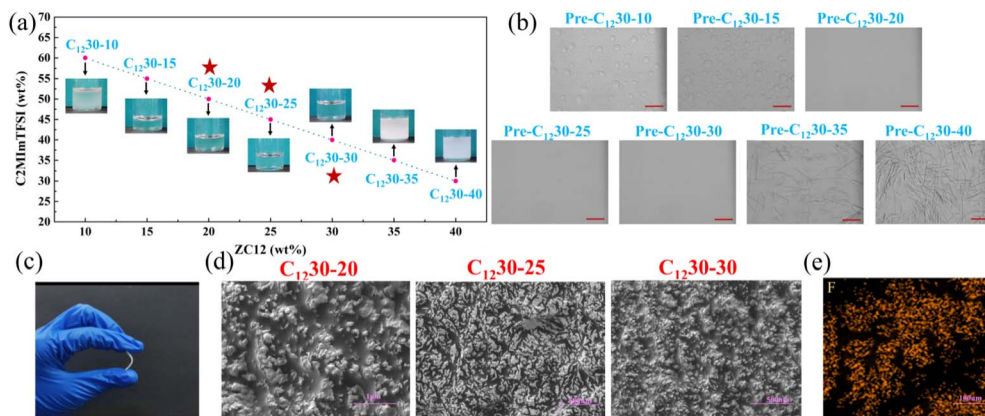 (a)
70
65
60
55
50
45
40
35
30
25
20
C2MImTFSI (wt%)
C₁₂30-10
C₁₂30-15
C₁₂30-20
C₁₂30-25
C₁₂30-30
C₁₂30-35
C₁₂30-40
10 15 20 25 30 35 40
ZC12 (wt%)
(b)
Pre-C₁₂30-10 Pre-C₁₂30-15 Pre-C₁₂30-20
Pre-C₁₂30-25 Pre-C₁₂30-30 Pre-C₁₂30-35 Pre-C₁₂30-40
(c)
(d)
C₁₂30-20 C₁₂30-25 C₁₂30-30
1μm
500nm
(e)
F
100nm